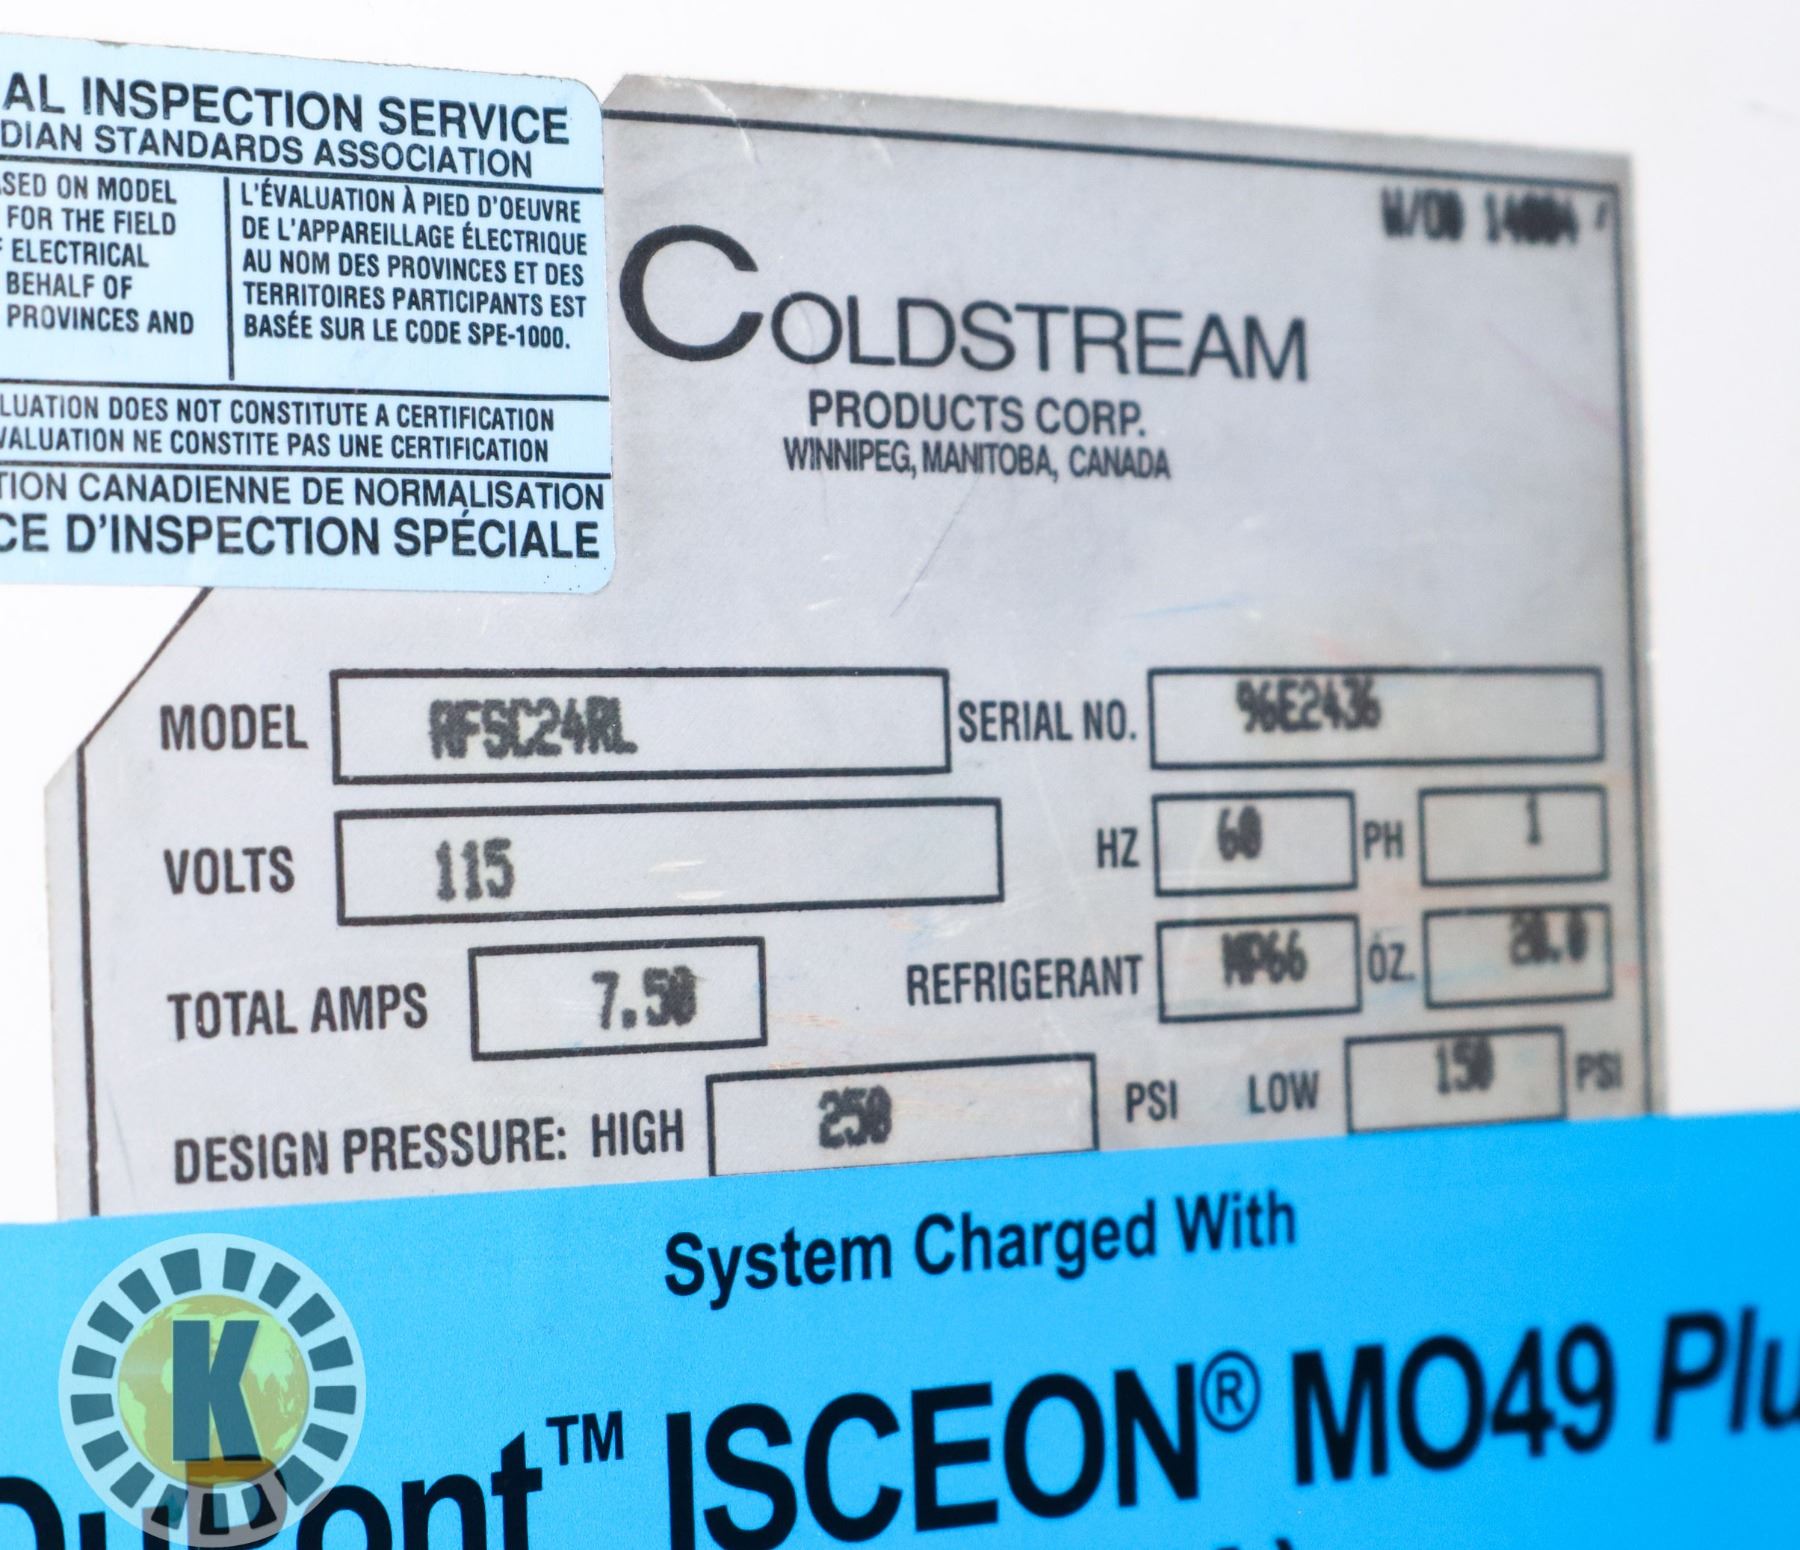 AL INSPECTION SERVICE
DIAN STANDARDS ASSOCIATION
SED ON MODEL
FOR THE FIELD
ELECTRICAL
BEHALF OF
PROVINCES AND
L'ÉVALUATION À PIED D'OEUVRE
DE L'APPAREILLAGE ÉLECTRIQUE
AU NOM DES PROVINCES ET DES
TERRITOIRES PARTICIPANTS EST
BASÉE SUR LE CODE SPE-1000.
LUATION DOES NOT CONSTITUTE A CERTIFICATION
VALUATION NE CONSTITE PAS UNE CERTIFICATION
TION CANADIENNE DE NORMALISATION
CE D'INSPECTION SPÉCIALE
COLDSTREAM
PRODUCTS CORP.
WINNIPEG, MANITOBA, CANADA
MODEL RFSC24RL SERIAL NO. 96E2436
VOLTS 115 HZ 60 PH 1
TOTAL AMPS 7.50 REFRIGERANT MP66 OZ.
DESIGN PRESSURE: HIGH 250 PSI LOW 150 PSI
System Charged With
DuPont™ ISCEON® MO49 Plu
K